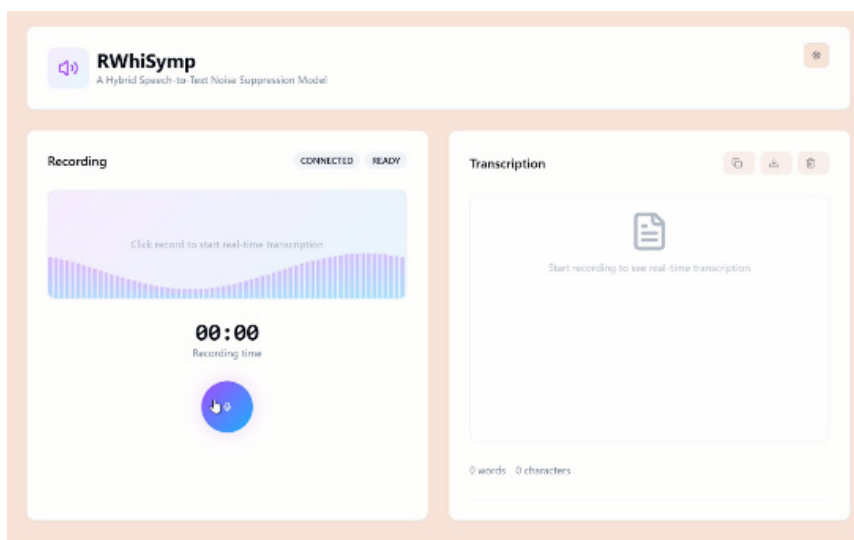 RWhiSymp
A Hybrid Speech-to-Text Noise Suppression Model
Recording
CONNECTED READY
Click record to start real-time transcription
00:00
Recording time
Transcription
Start recording to see real-time transcription
0 words 0 characters